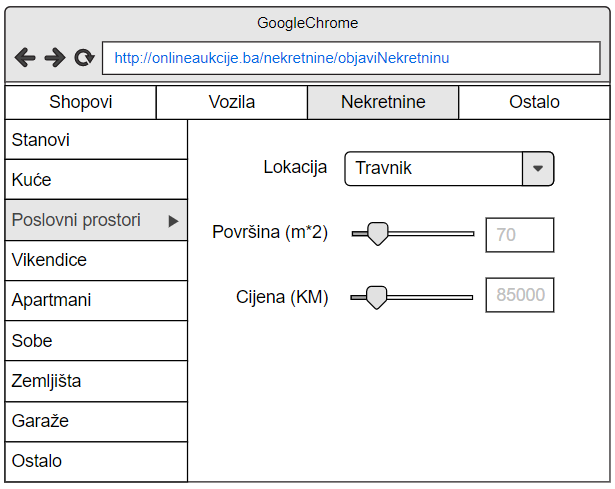 GoogleChrome
http://onlineaukcije.ba/nekretnine/objaviNekretninu
Shopovi Vozila Nekretnine Ostalo
Stanovi
Kuće
Poslovni prostori
Vikendice
Apartmani
Sobe
Zemljišta
Garaže
Ostalo
Lokacija Travnik
Površina (m*2) 70
Cijena (KM) 85000